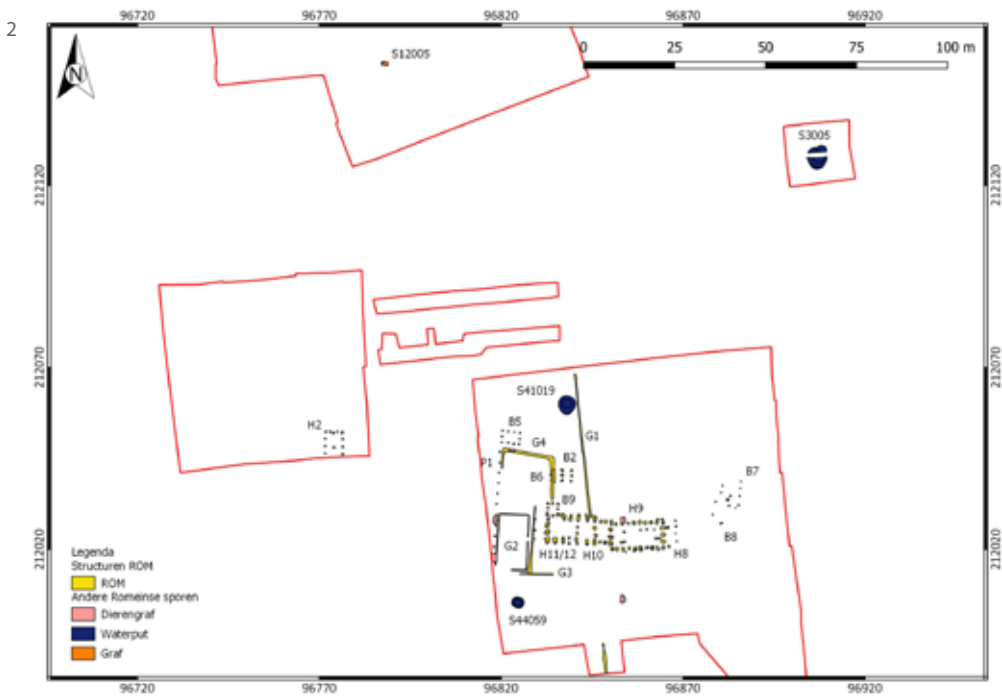 2
96720 96770 96820 96870 96920
N
S12005
0 25 50 75 100 m
S3005
212120 212120
212070 212070
S41019
H2
B5
G4
G1
P1
B2
B6
B7
B9
H9
B8
212020 212020
G2
H11/12 H10 H8
G3
S44059
Legenda
Structuren ROM
ROM
Andere Romeinse sporen
Dierengraf
Waterput
Graf
96720 96770 96820 96870 96920